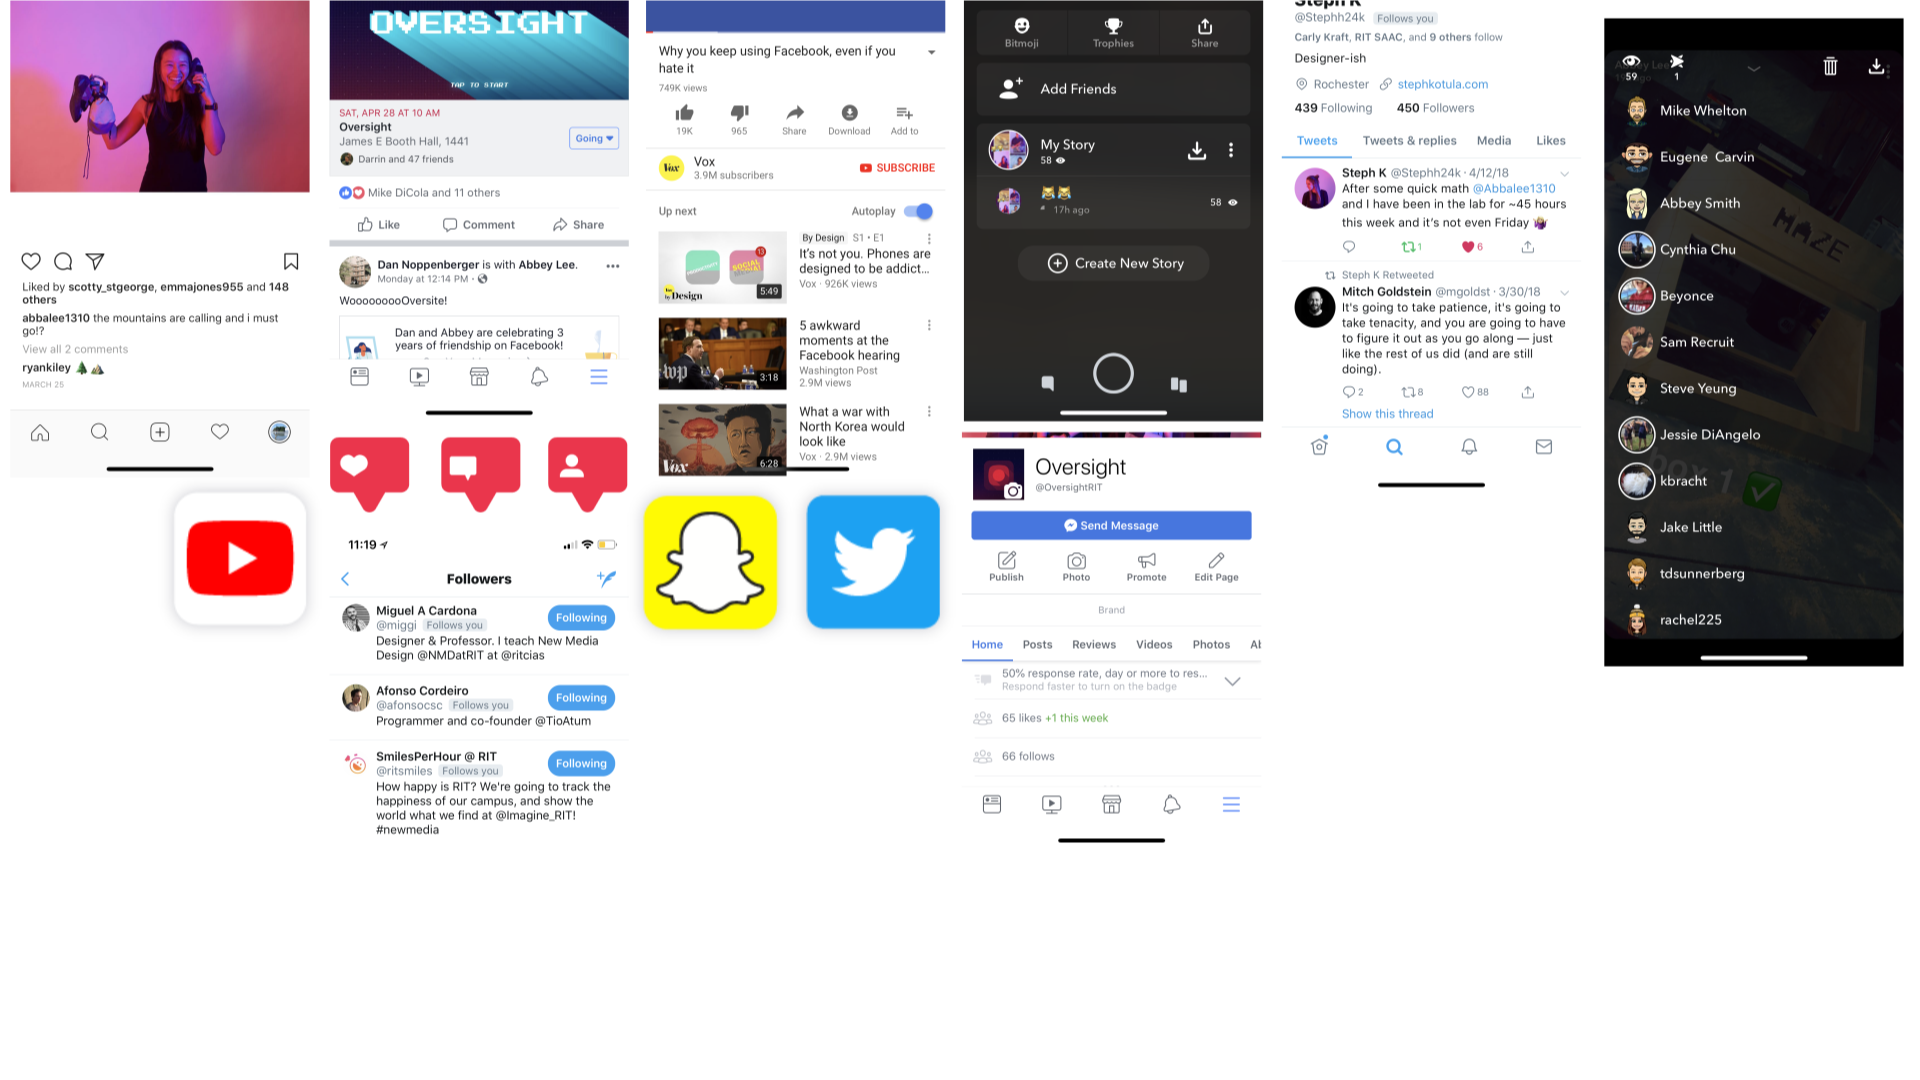 Liked by scotty_stgeorge, emmajones955 and 148
others
abbalee1310 the mountains are calling and i must
go!?
View all 2 comments
ryankiley
MARCH 25
OVERSIGHT
TAP TO START
SAT, APR 28 AT 10 AM
Oversight
James E Booth Hall, 1441
Going
Darrin and 47 friends
Mike DiCola and 11 others
Like
Comment
Share
Dan Noppenberger is with Abbey Lee.
Monday at 12:14 PM ·
WoooooooOversite!
Dan and Abbey are celebrating 3
years of friendship on Facebook!
11:19
Followers
Miguel A Cardona
@miggi Follows you
Following
Designer & Professor. I teach New Media
Design @NMDatRIT at @ritcias
Afonso Cordeiro
@afonsocsc Follows you
Following
Programmer and co-founder @TioAtum
SmilesPerHour @ RIT
@ritsmiles Follows you
Following
How happy is RIT? We're going to track the
happiness of our campus, and show the
world what we find at @Imagine_RIT!
#newmedia
Why you keep using Facebook, even if you
hate it
749K views
19K
965
Share
Download
Add to
Vox
Vox
3.9M subscribers
SUBSCRIBE
Up next
Autoplay
by Design
13
5:49
By Design S1 • E1
It's not you. Phones are
designed to be addict...
Vox · 926K views
wp
3:18
5 awkward
moments at the
Facebook hearing
Washington Post
2.9M views
Vox
6:28
What a war with
North Korea would
look like
Vox · 2.9M views
Bitmoji
Trophies
Share
Add Friends
My Story
58
17h ago
58
Create New Story
Oversight
@OversightRIT
Send Message
Publish
Photo
Promote
Edit Page
Brand
Home
Posts
Reviews
Videos
Photos
Al
50% response rate, day or more to res...
Respond faster to turn on the badge
65 likes +1 this week
66 follows
Steph K
@Stephh24k Follows you
Carly Kraft, RIT SAAC, and 9 others follow
Designer-ish
Rochester stephkotula.com
439 Following 450 Followers
Tweets
Tweets & replies
Media
Likes
Steph K @Stephh24k · 4/12/18
After some quick math @Abbalee1310
and I have been in the lab for ~45 hours
this week and it's not even Friday
1
6
Steph K Retweeted
Mitch Goldstein @mgoldst · 3/30/18
It's going to take patience, it's going to
take tenacity, and you are going to have
to figure it out as you go along — just
like the rest of us did (and are still
doing).
2
8
88
Show this thread
59
1
Mike Whelton
Eugene Carvin
Abbey Smith
Cynthia Chu
Beyonce
Sam Recruit
Steve Yeung
Jessie DiAngelo
kbracht
Jake Little
tdsunnerberg
rachel225
MAZE
box 1